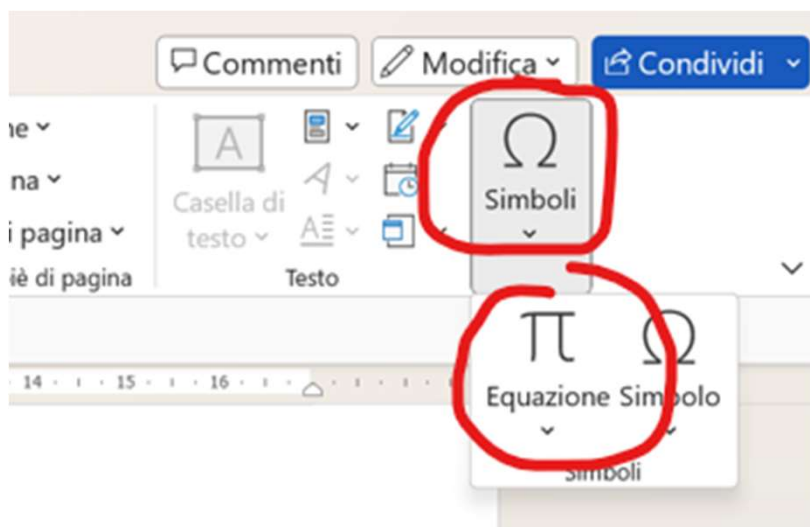 Commenti Modifica Condividi
ne
na
i pagina
iè di pagina
Casella di
testo
Testo
Simboli
14 15 16
Equazione Simbolo
Simboli